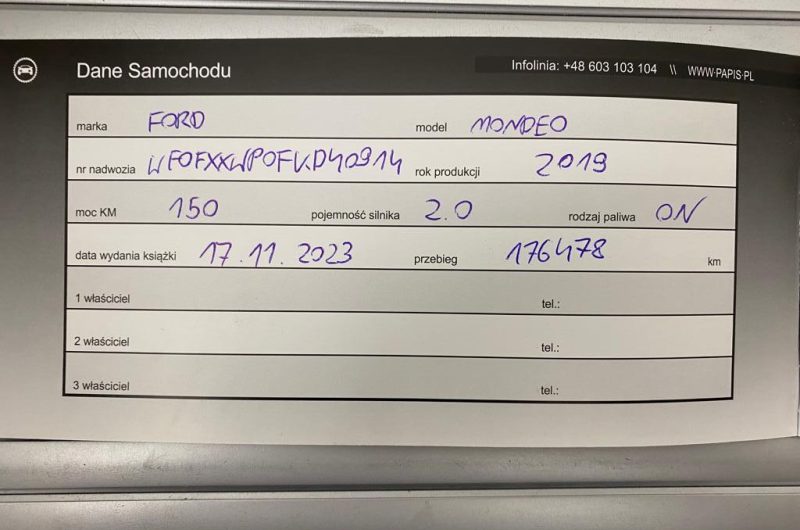 Dane Samochodu Infolinia: +48 603 103 104 \\ WWW.PAPIS.PL
marka FORD model MONDEO
nr nadwozia WF0FXXWP0FKD40914 rok produkcji 2019
moc KM 150 pojemność silnika 2.0 rodzaj paliwa ON
data wydania książki 17.11.2023 przebieg 176478 km
1 właściciel tel.:
2 właściciel tel.:
3 właściciel tel.: